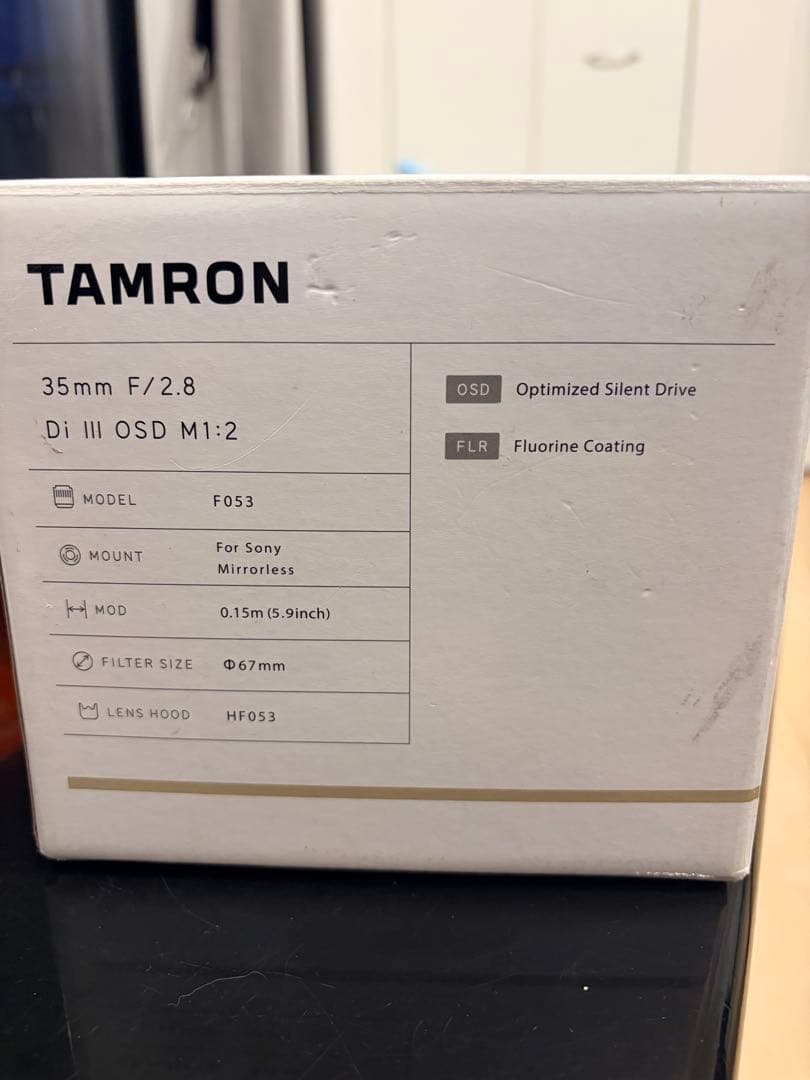 TAMRON
35mm F/2.8
Di III OSD M1:2
MODEL F053
MOUNT For Sony
Mirrorless
MOD 0.15m (5.9inch)
FILTER SIZE Φ67mm
LENS HOOD HF053
OSD Optimized Silent Drive
FLR Fluorine Coating